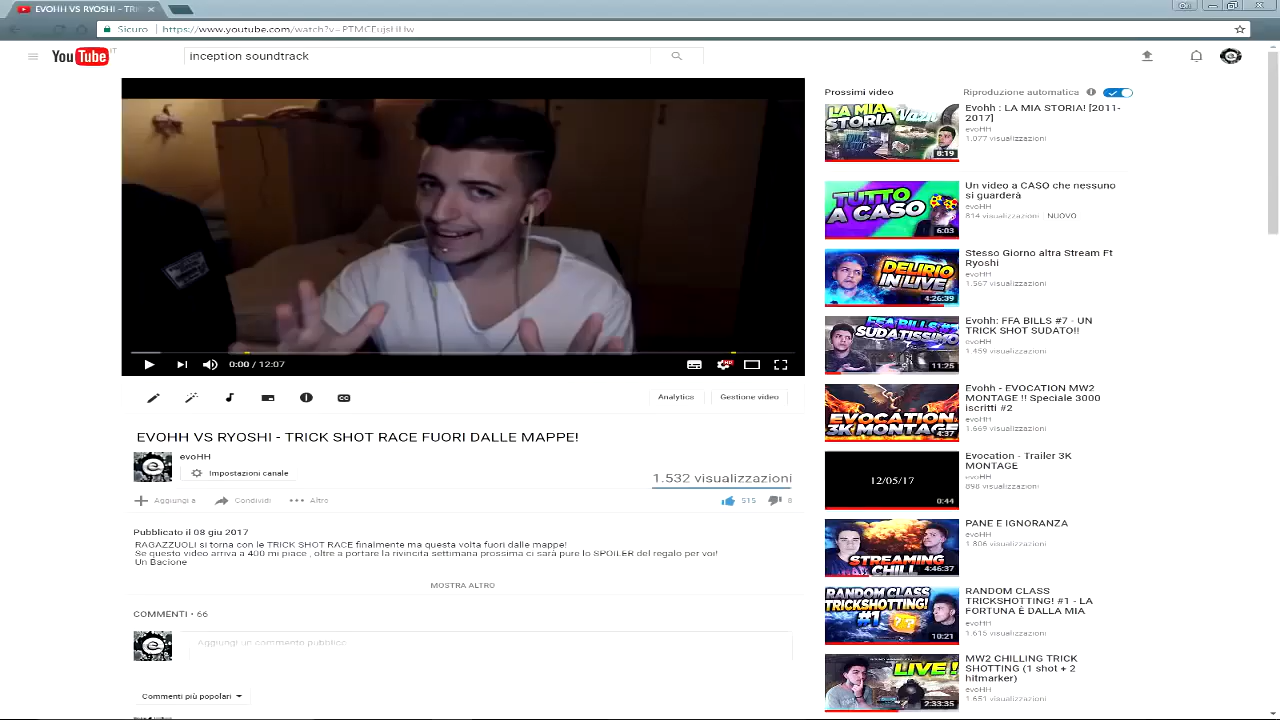 EVOHH VS RYOSHI - TRI
Sicuro
YouTube IT
inception soundtrack
0:00 / 12:07
HD
Analytics
Gestione video
EVOHH VS RYOSHI - TRICK SHOT RACE FUORI DALLE MAPPE!
evoHH
Impostazioni canale
1.532 visualizzazioni
Aggiungi a
Condividi
Altro
515
8
Pubblicato il 08 giu 2017
RAGAZZUOLI si torna con le TRICK SHOT RACE finalmente ma questa volta fuori dalle mappe!
Se questo video arriva a 400 mi piace , oltre a portare la rivincita settimana prossima ci sarà pure lo SPOILER del regalo per voi!
Un Bacione
MOSTRA ALTRO
COMMENTI • 66
Aggiungi un commento pubblico
Commenti più popolari
Prossimi video
Riproduzione automatica
LA MIA
STORIA
8:19
Evohh : LA MIA STORIA! [2011-
2017]
evoHH
1.077 visualizzazioni
TUTTO
A CASO
6:03
Un video a CASO che nessuno
si guarderà
evoHH
814 visualizzazioni NUOVO
DELIRIO
IN LIVE
4:26:39
Stesso Giorno altra Stream Ft
Ryoshi
evoHH
1.567 visualizzazioni
FFA BILLS #7
SUDATISSIMO
11:25
Evohh: FFA BILLS #7 - UN
TRICK SHOT SUDATO!!
evoHH
1.459 visualizzazioni
EVOCATION
3K MONTAGE
4:37
Evohh - EVOCATION MW2
MONTAGE !! Speciale 3000
iscritti #2
evoHH
1.669 visualizzazioni
12/05/17
0:44
Evocation - Trailer 3K
MONTAGE
evoHH
898 visualizzazioni
STREAMING
CHILL
4:46:37
PANE E IGNORANZA
evoHH
1.806 visualizzazioni
RANDOM CLASS
TRICKSHOTTING!
#1
10:21
RANDOM CLASS
TRICKSHOTTING! #1 - LA
FORTUNA È DALLA MIA
evoHH
1.615 visualizzazioni
LIVE!
2:33:35
MW2 CHILLING TRICK
SHOTTING (1 shot + 2
hitmarker)
evoHH
1.651 visualizzazioni